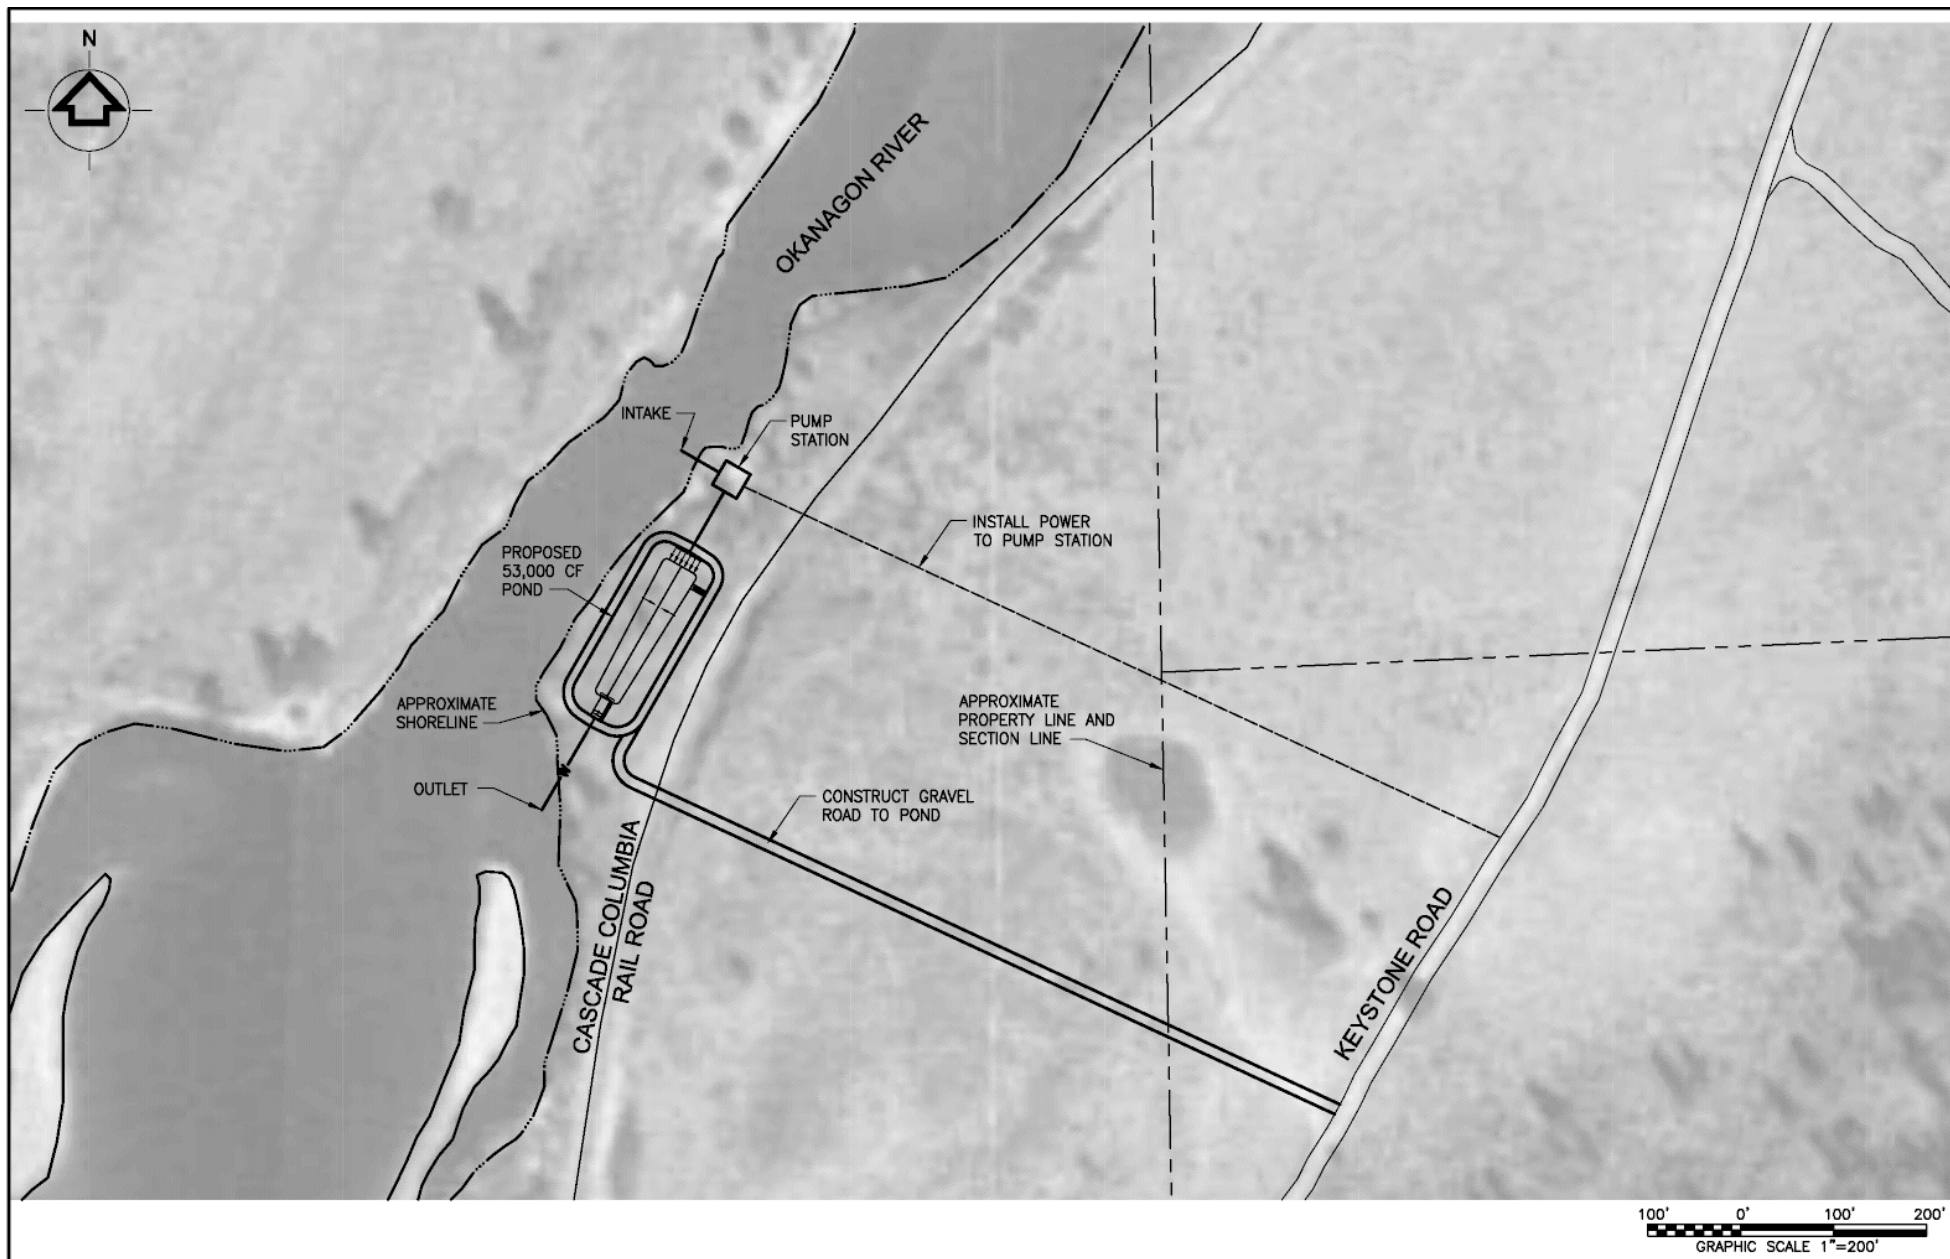 N
OKANAGON RIVER
INTAKE
PUMP
STATION
INSTALL POWER
TO PUMP STATION
PROPOSED
53,000 CF
POND
APPROXIMATE
SHORELINE
APPROXIMATE
PROPERTY LINE AND
SECTION LINE
OUTLET
CONSTRUCT GRAVEL
ROAD TO POND
CASCADE COLUMBIA
RAIL ROAD
KEYSTONE ROAD
100' 0' 100' 200'
GRAPHIC SCALE 1"=200'